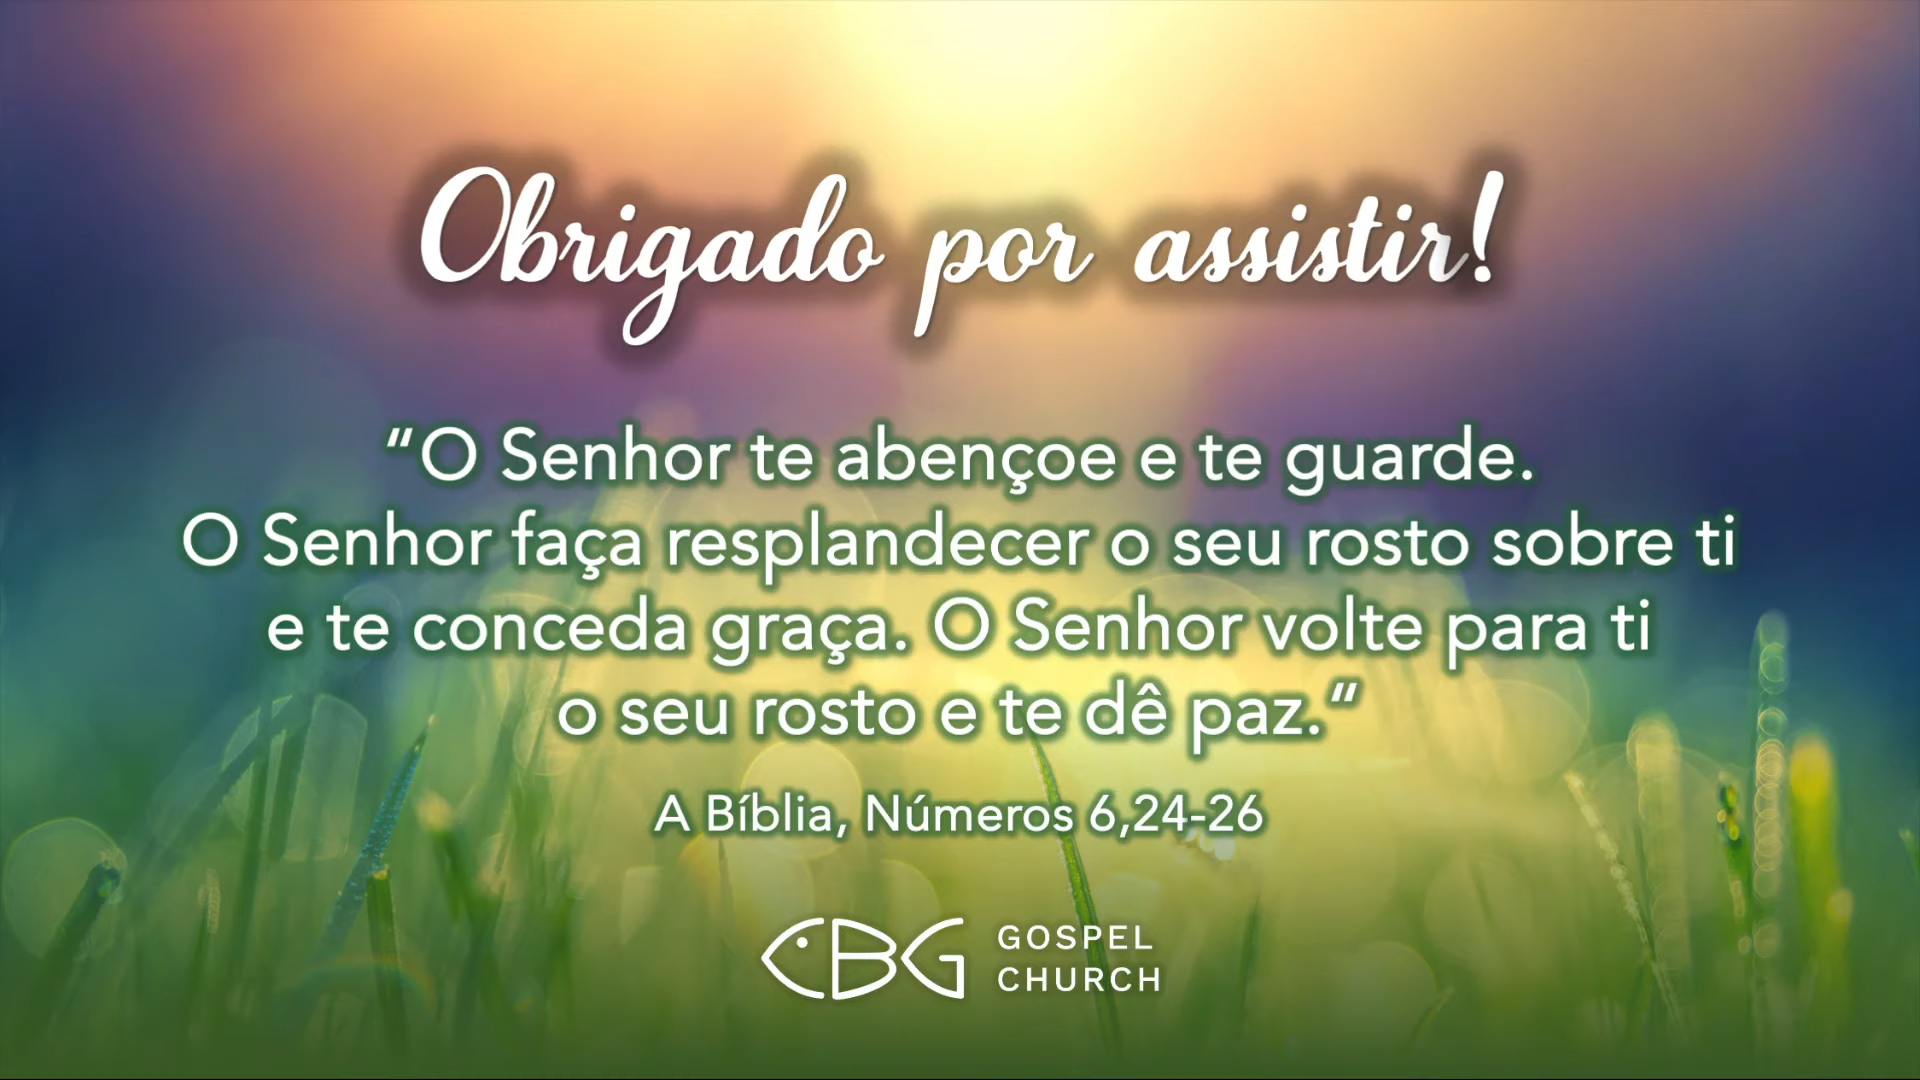 Obrigado por assistir!
“O Senhor te abençoe e te guarde.
O Senhor faça resplandecer o seu rosto sobre ti
e te conceda graça. O Senhor volte para ti
o seu rosto e te dê paz.“
A Bíblia, Números 6,24-26
CBG GOSPEL
CHURCH